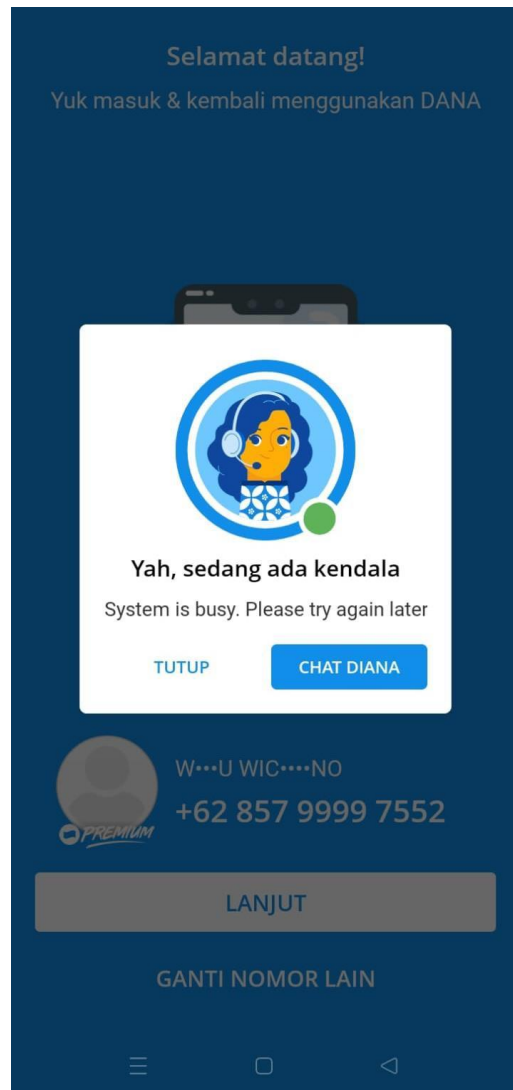 Selamat datang!
Yuk masuk & kembali menggunakan DANA
Yah, sedang ada kendala
System is busy. Please try again later
TUTUP
CHAT DIANA
W•••U WIC••••NO
+62 857 9999 7552
PREMIUM
LANJUT
GANTI NOMOR LAIN